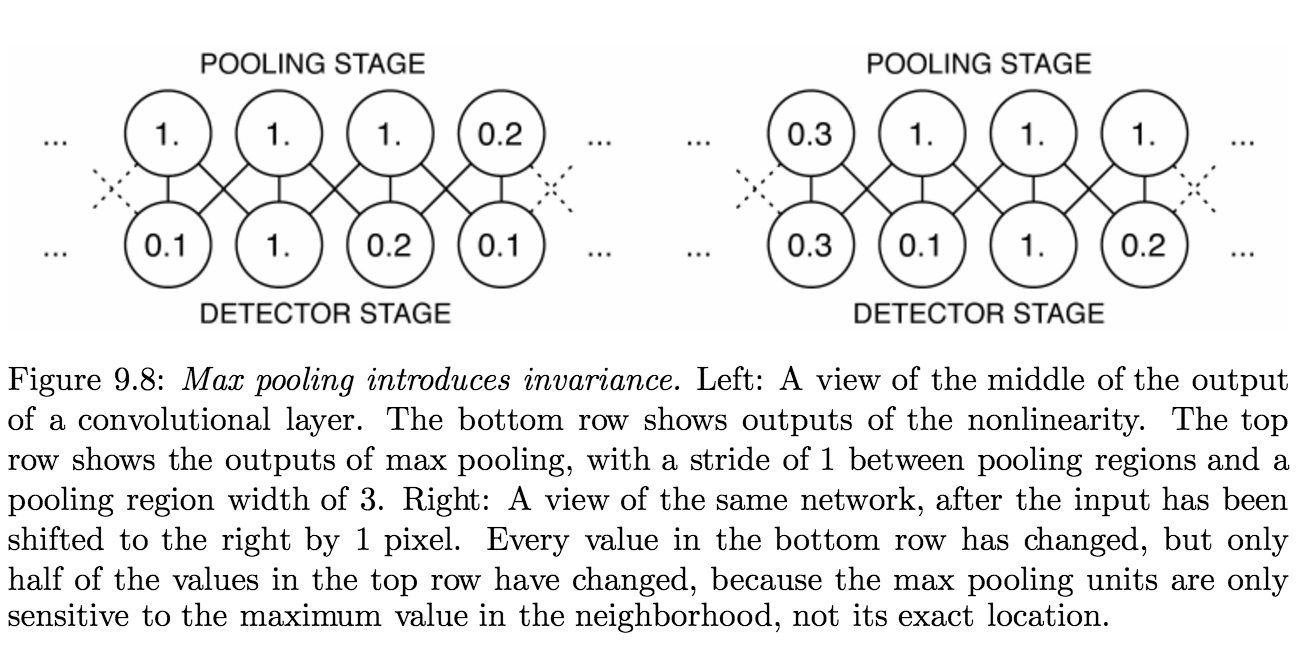 POOLING STAGE POOLING STAGE
... 1. 1. 1. 0.2 ... ... 0.3 1. 1. 1. ...
... 0.1 1. 0.2 0.1 ... ... 0.3 0.1 1. 0.2 ...
DETECTOR STAGE DETECTOR STAGE
Figure 9.8: Max pooling introduces invariance. Left: A view of the middle of the output
of a convolutional layer. The bottom row shows outputs of the nonlinearity. The top
row shows the outputs of max pooling, with a stride of 1 between pooling regions and a
pooling region width of 3. Right: A view of the same network, after the input has been
shifted to the right by 1 pixel. Every value in the bottom row has changed, but only
half of the values in the top row have changed, because the max pooling units are only
sensitive to the maximum value in the neighborhood, not its exact location.